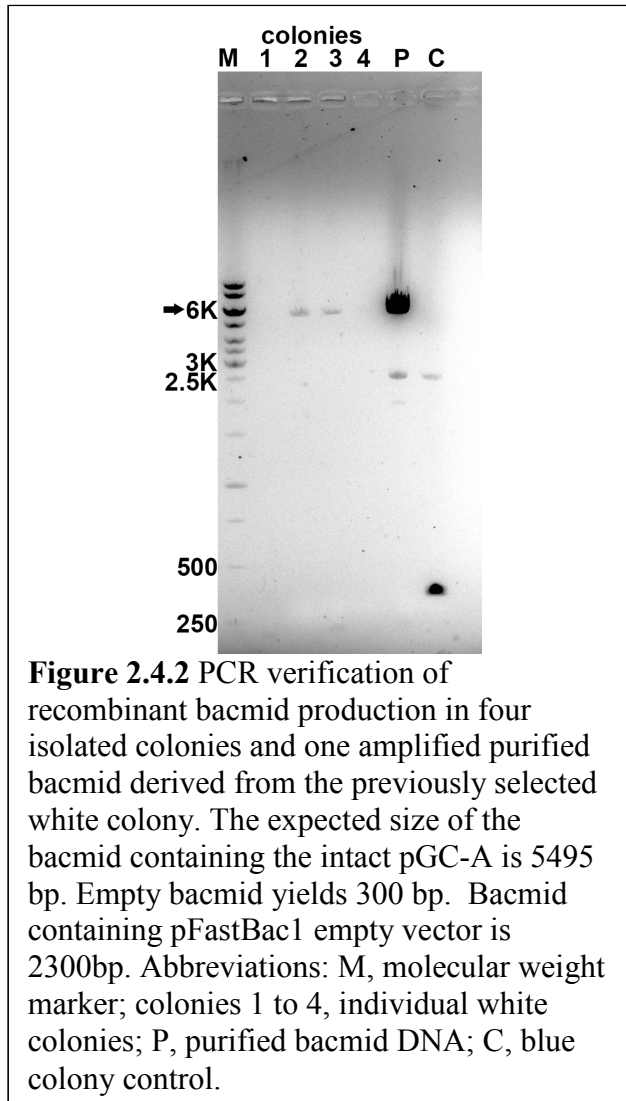 colonies
M 1 2 3 4 P C
6K
3K
2.5K
500
250
Figure 2.4.2 PCR verification of
recombinant bacmid production in four
isolated colonies and one amplified purified
bacmid derived from the previously selected
white colony. The expected size of the
bacmid containing the intact pGC-A is 5495
bp. Empty bacmid yields 300 bp. Bacmid
containing pFastBac1 empty vector is
2300bp. Abbreviations: M, molecular weight
marker; colonies 1 to 4, individual white
colonies; P, purified bacmid DNA; C, blue
colony control.